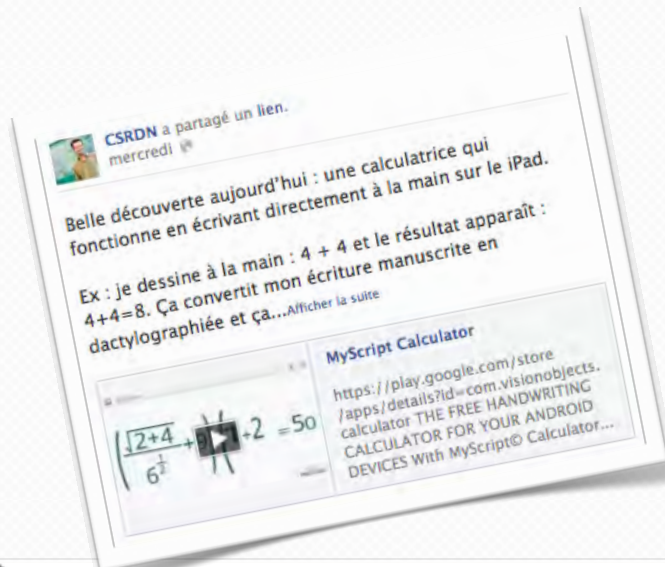 CSRDN a partagé un lien.
mercredi
Belle découverte aujourd'hui : une calculatrice qui
fonctionne en écrivant directement à la main sur le iPad.
Ex : je dessine à la main : 4 + 4 et le résultat apparaît :
4+4=8. Ça convertit mon écriture manuscrite en
dactylographiée et ça...Afficher la suite
MyScript Calculator
https://play.google.com/store
/apps/details?id=com.visionobjects.
calculator THE FREE HANDWRITING
CALCULATOR FOR YOUR ANDROID
DEVICES With MyScript© Calculator...
√2+4
6^½
÷2 = 50